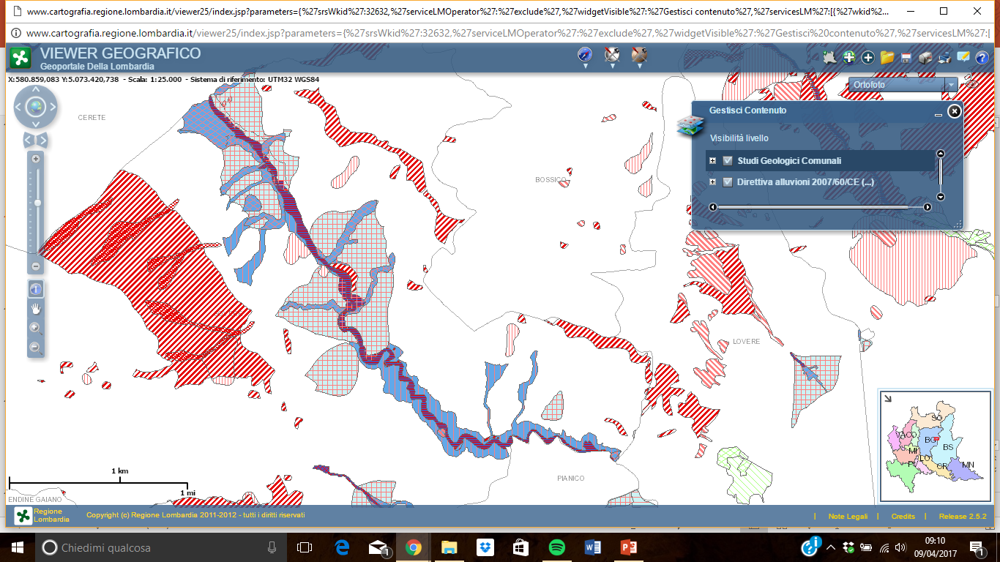 www.cartografia.regione.lombardia.it/viewer25/index.jsp?parameters={%27srsWkid%27:32632,%27serviceLMOperator%27:%27exclude%27,%27widgetVisible%27:%27Gestisci contenuto%27,%27servicesLM%27:[{%27wkid%2...
www.cartografia.regione.lombardia.it/viewer25/index.jsp?parameters={%27srsWkid%27:32632,%27serviceLMOperator%27:%27exclude%27,%27widgetVisible%27:%27Gestisci%20contenuto%27,%27servicesLM%27:[
VIEWER GEOGRAFICO
Geoportale Della Lombardia
X:580.859,083 Y:5.073.420,738 - Scala: 1:25.000 - Sistema di riferimento: UTM32 WGS84
Ortofoto
Gestisci Contenuto
Visibilità livello
Studi Geologici Comunali
Direttiva alluvioni 2007/60/CE (...)
CERETE
BOSSICO
LOVERE
PIANICO
1 km
1 mi
ENDINE GAIANO
SO
VA
CO
BG
BS
MI
LO
CR
MN
Regione
Lombardia
Copyright (c) Regione Lombardia 2011-2012 - tutti i diritti riservati
| Note Legali | Credits | Release 2.5.2
Chiedimi qualcosa
1
09:10
09/04/2017
1